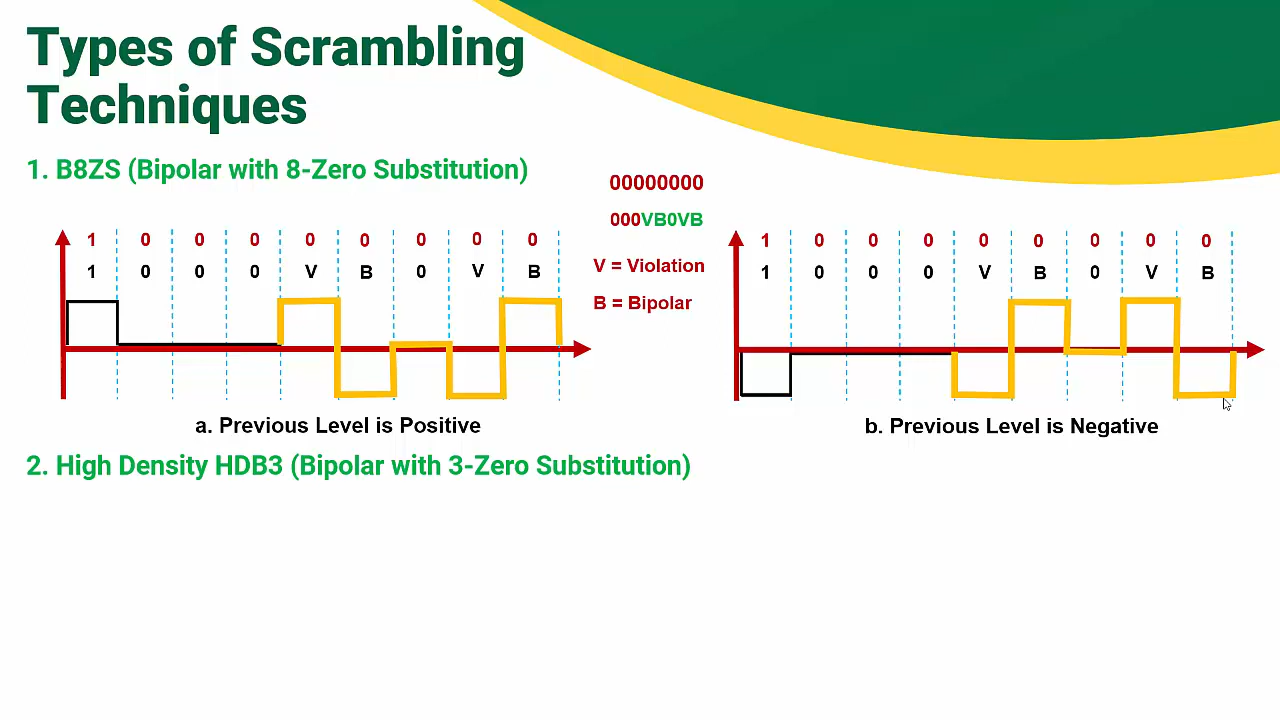 Types of Scrambling
Techniques
1. B8ZS (Bipolar with 8-Zero Substitution)
00000000
000VB0VB
V = Violation
B = Bipolar
1 0 0 0 0 0 0 0 0
1 0 0 0 V B 0 V B
a. Previous Level is Positive
1 0 0 0 0 0 0 0 0
1 0 0 0 V B 0 V B
b. Previous Level is Negative
2. High Density HDB3 (Bipolar with 3-Zero Substitution)